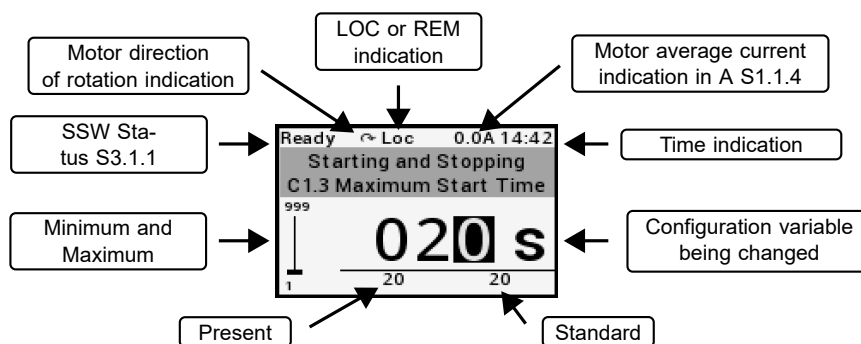 LOC or REM
indication
Motor direction
of rotation indication
Motor average current
indication in A S1.1.4
SSW Sta-
tus S3.1.1
Ready Loc 0.0A 14:42
Time indication
Starting and Stopping
C1.3 Maximum Start Time
Minimum and
Maximum
999
020 s
1
Configuration variable
being changed
20 20
Present
Standard